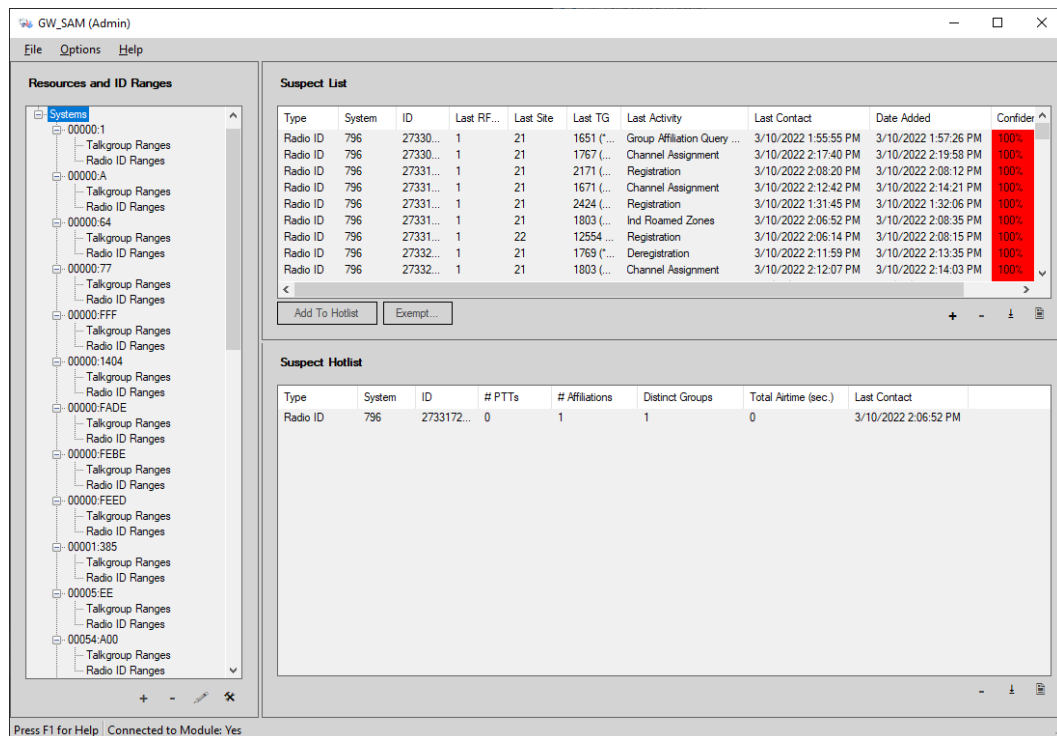 GW_SAM (Admin)
File Options Help
Resources and ID Ranges
Systems
00000:1
Talkgroup Ranges
Radio ID Ranges
00000:A
Talkgroup Ranges
Radio ID Ranges
00000:64
Talkgroup Ranges
Radio ID Ranges
00000:77
Talkgroup Ranges
Radio ID Ranges
00000:FFF
Talkgroup Ranges
Radio ID Ranges
00000:1404
Talkgroup Ranges
Radio ID Ranges
00000:FADE
Talkgroup Ranges
Radio ID Ranges
00000:FEBE
Talkgroup Ranges
Radio ID Ranges
00000:FEED
Talkgroup Ranges
Radio ID Ranges
00001:385
Talkgroup Ranges
Radio ID Ranges
00005:EE
Talkgroup Ranges
Radio ID Ranges
00054:A00
Talkgroup Ranges
Radio ID Ranges
Suspect List
Type System ID Last RF... Last Site Last TG Last Activity Last Contact Date Added Confider
Radio ID 796 27330... 1 21 1651 (*... Group Affiliation Query ... 3/10/2022 1:55:55 PM 3/10/2022 1:57:26 PM 100%
Radio ID 796 27330... 1 21 1767 (... Channel Assignment 3/10/2022 2:17:40 PM 3/10/2022 2:19:58 PM 100%
Radio ID 796 27331... 1 21 2171 (... Registration 3/10/2022 2:08:20 PM 3/10/2022 2:08:12 PM 100%
Radio ID 796 27331... 1 21 1671 (... Channel Assignment 3/10/2022 2:12:42 PM 3/10/2022 2:14:21 PM 100%
Radio ID 796 27331... 1 21 2424 (... Registration 3/10/2022 1:31:45 PM 3/10/2022 1:32:06 PM 100%
Radio ID 796 27331... 1 21 1803 (... Ind Roamed Zones 3/10/2022 2:06:52 PM 3/10/2022 2:08:35 PM 100%
Radio ID 796 27331... 1 22 12554 ... Registration 3/10/2022 2:06:14 PM 3/10/2022 2:08:15 PM 100%
Radio ID 796 27332... 1 21 1769 (*... Deregistration 3/10/2022 2:11:59 PM 3/10/2022 2:13:35 PM 100%
Radio ID 796 27332... 1 21 1803 (... Channel Assignment 3/10/2022 2:12:07 PM 3/10/2022 2:14:03 PM 100%
Add To Hotlist Exempt...
Suspect Hotlist
Type System ID # PTTs # Affiliations Distinct Groups Total Airtime (sec.) Last Contact
Radio ID 796 2733172... 0 1 1 0 3/10/2022 2:06:52 PM
Press F1 for Help Connected to Module: Yes